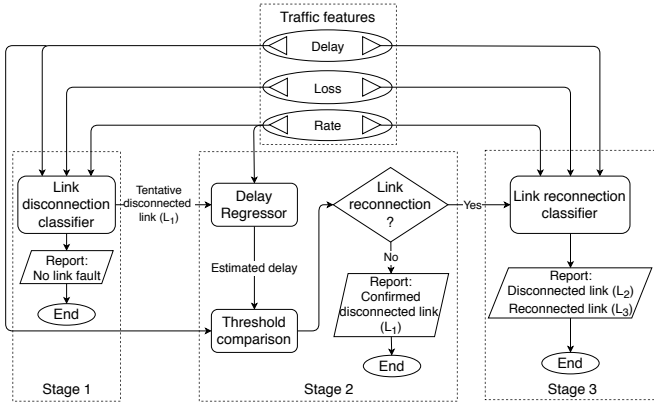 Traffic features
Delay
Loss
Rate
Link
disconnection
classifier
Tentative
disconnected
link (L₁)
Delay
Regressor
Link
reconnection
?
Yes
Link reconnection
classifier
Report:
No link fault
End
Estimated delay
No
Threshold
comparison
Report:
Confirmed
disconnected link
(L₁)
End
Report:
Disconnected link (L₂)
Reconnected link (L₃)
End
Stage 1
Stage 2
Stage 3